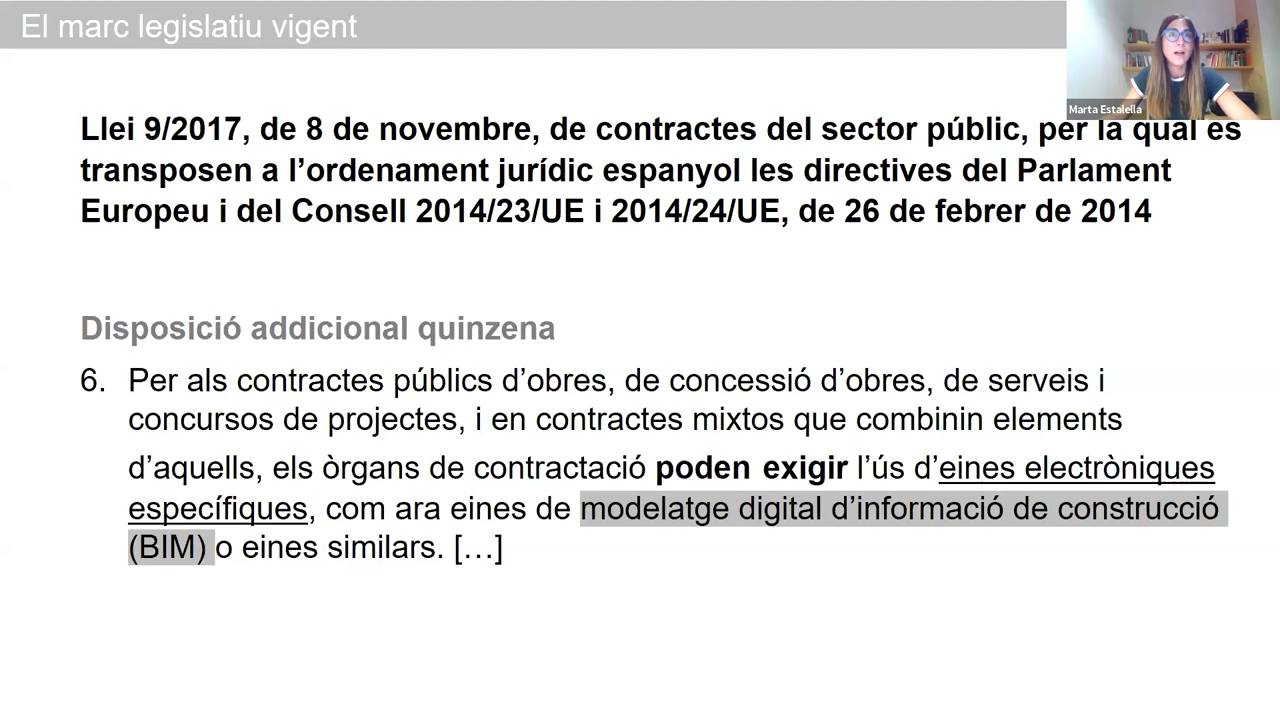 El marc legislatiu vigent
Marta Estalella
Llei 9/2017, de 8 de novembre, de contractes del sector públic, per la qual es
transposen a l’ordenament jurídic espanyol les directives del Parlament
Europeu i del Consell 2014/23/UE i 2014/24/UE, de 26 de febrer de 2014
Disposició addicional quinzena
6. Per als contractes públics d’obres, de concessió d’obres, de serveis i
concursos de projectes, i en contractes mixtos que combinin elements
d’aquells, els òrgans de contractació poden exigir l’ús d’eines electròniques
específiques, com ara eines de modelatge digital d’informació de construcció
(BIM) o eines similars. […]